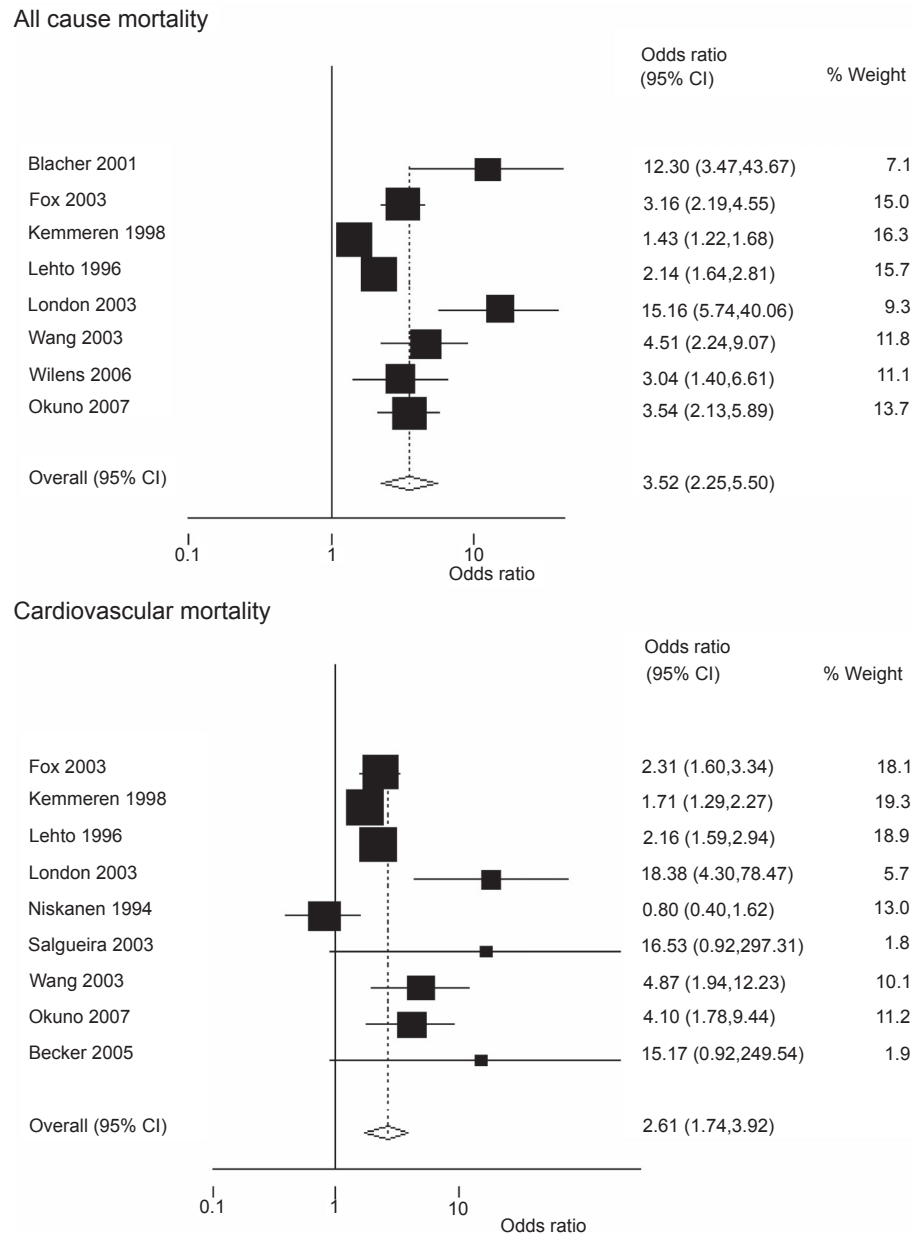 All cause mortality
Odds ratio
(95% CI) % Weight
Blacher 2001 12.30 (3.47,43.67) 7.1
Fox 2003 3.16 (2.19,4.55) 15.0
Kemmeren 1998 1.43 (1.22,1.68) 16.3
Lehto 1996 2.14 (1.64,2.81) 15.7
London 2003 15.16 (5.74,40.06) 9.3
Wang 2003 4.51 (2.24,9.07) 11.8
Wilens 2006 3.04 (1.40,6.61) 11.1
Okuno 2007 3.54 (2.13,5.89) 13.7
Overall (95% CI) 3.52 (2.25,5.50)
0.1 1 10
Odds ratio
Cardiovascular mortality
Odds ratio
(95% CI) % Weight
Fox 2003 2.31 (1.60,3.34) 18.1
Kemmeren 1998 1.71 (1.29,2.27) 19.3
Lehto 1996 2.16 (1.59,2.94) 18.9
London 2003 18.38 (4.30,78.47) 5.7
Niskanen 1994 0.80 (0.40,1.62) 13.0
Salgueira 2003 16.53 (0.92,297.31) 1.8
Wang 2003 4.87 (1.94,12.23) 10.1
Okuno 2007 4.10 (1.78,9.44) 11.2
Becker 2005 15.17 (0.92,249.54) 1.9
Overall (95% CI) 2.61 (1.74,3.92)
0.1 1 10
Odds ratio